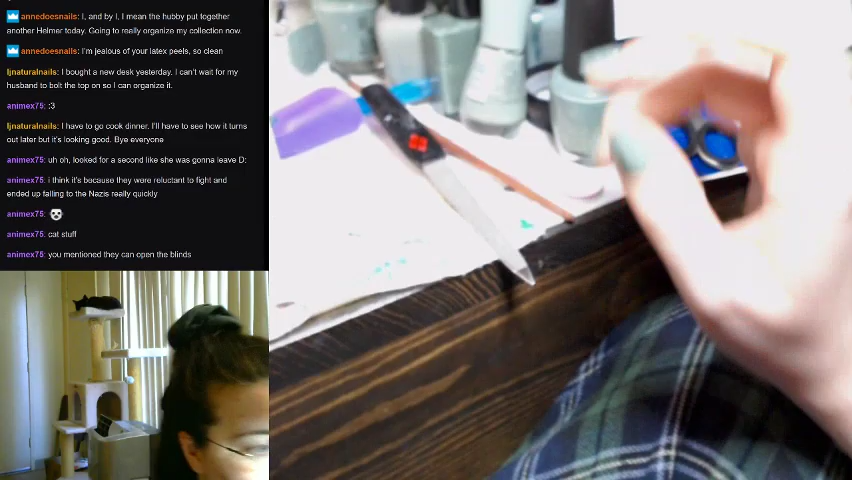 annedoesnails: I, and by I, I mean the hubby put together
another Helmer today. Going to really organize my collection now.
annedoesnails: I'm jealous of your latex peels, so clean
ljnaturalnails: I bought a new desk yesterday. I can't wait for my
husband to bolt the top on so I can organize it.
animex75: :3
ljnaturalnails: I have to go cook dinner. I'll have to see how it turns
out later but it's looking good. Bye everyone
animex75: uh oh, looked for a second like she was gonna leave D:
animex75: i think it's because they were reluctant to fight and
ended up falling to the Nazis really quickly
animex75:
animex75: cat stuff
animex75: you mentioned they can open the blinds